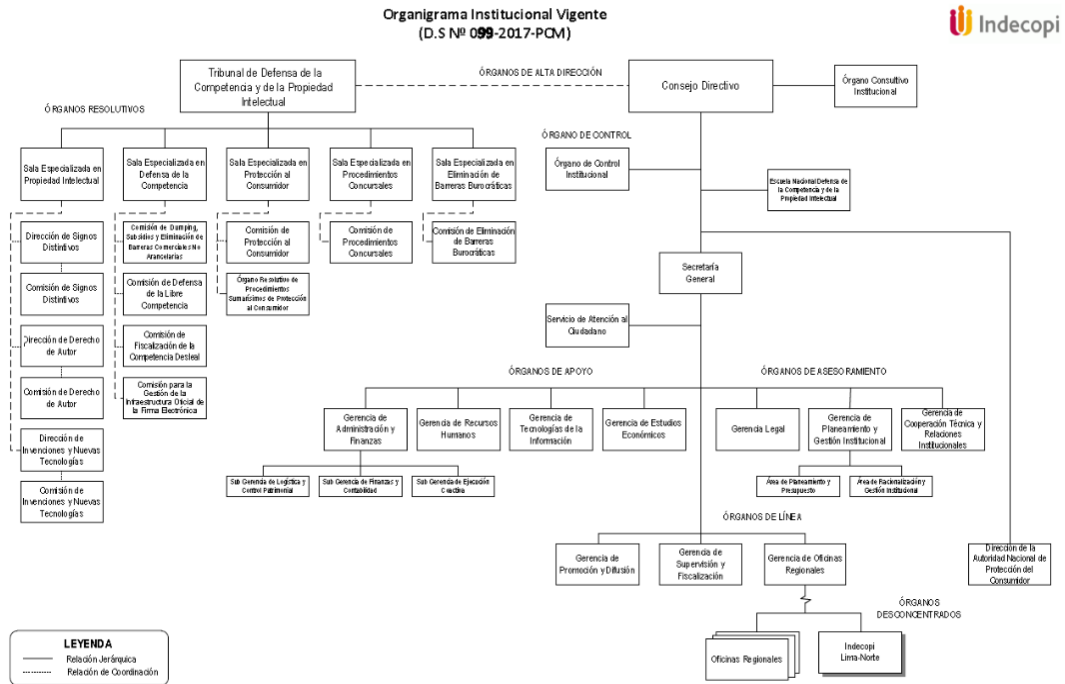 Organigrama Institucional Vigente
(D.S Nº 099-2017-PCM)
Indecopi
Tribunal de Defensa de la
Competencia y de la Propiedad
Intelectual
ÓRGANOS DE ALTA DIRECCIÓN
Consejo Directivo
Órgano Consultivo
Institucional
ÓRGANOS RESOLUTIVOS
ÓRGANO DE CONTROL
Sala Especializada en
Propiedad Intelectual
Sala Especializada en
Defensa de la
Competencia
Sala Especializada en
Protección al
Consumidor
Sala Especializada en
Procedimientos
Concursales
Sala Especializada en
Eliminación de
Barreras Burocráticas
Órgano de Control
Institucional
Escuela Nacional Defensa de
la Competencia y de la
Propiedad Intelectual
Dirección de Signos
Distintivos
Comisión de Dumping,
Subsidios y Eliminación de
Barreras Comerciales No
Arancelarias
Comisión de
Protección al
Consumidor
Comisión de
Procedimientos
Concursales
Comisión de Eliminación
de Barreras
Burocráticas
Secretaría
General
Comisión de Signos
Distintivos
Comisión de Defensa
de la Libre
Competencia
Órgano Resolutivo de
Procedimientos
Sumarísimos de Protección
al Consumidor
Servicio de Atención al
Ciudadano
Dirección de Derecho
de Autor
Comisión de
Fiscalización de la
Competencia Desleal
Comisión de Derecho
de Autor
Comisión para la
Gestión de la
Infraestructura Oficial de
la Firma Electrónica
ÓRGANOS DE APOYO
ÓRGANOS DE ASESORAMIENTO
Gerencia de
Administración y
Finanzas
Gerencia de Recursos
Humanos
Gerencia de
Tecnologías de la
Información
Gerencia de Estudios
Económicos
Gerencia Legal
Gerencia de
Planeamiento y
Gestión Institucional
Gerencia de
Cooperación Técnica y
Relaciones
Institucionales
Dirección de
Invenciones y Nuevas
Tecnologías
Sub Gerencia de Logística y
Control Patrimonial
Sub Gerencia de Finanzas y
Contabilidad
Sub Gerencia de Ejecución
Coactiva
Área de Planeamiento y
Presupuesto
Área de Racionalización y
Gestión Institucional
Comisión de
Invenciones y Nuevas
Tecnologías
ÓRGANOS DE LÍNEA
Gerencia de
Promoción y Difusión
Gerencia de
Supervisión y
Fiscalización
Gerencia de Oficinas
Regionales
Dirección de la
Autoridad Nacional de
Protección del
Consumidor
ÓRGANOS
DESCONCENTRADOS
Oficinas Regionales
Indecopi
Lima-Norte
LEYENDA
Relación Jerárquica
Relación de Coordinación